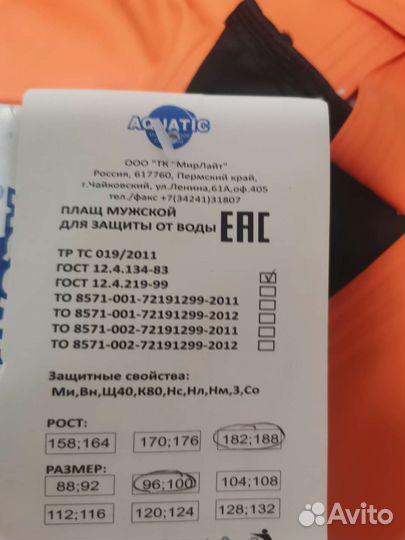 AQUATIC
ООО "ТК "МирЛайт"
Россия, 617760, Пермский край,
г.Чайковский, ул.Ленина,61А,оф.405
тел./факс +7(34241)31807
ПЛАЩ МУЖСКОЙ
ДЛЯ ЗАЩИТЫ ОТ ВОДЫ EAC
ТР ТС 019/2011
ГОСТ 12.4.134-83
ГОСТ 12.4.219-99
ТО 8571-001-72191299-2011
ТО 8571-001-72191299-2012
ТО 8571-002-72191299-2011
ТО 8571-002-72191299-2012
Защитные свойства:
Ми,Вн,Щ40,К80,Нс,Нл,Нм,З,Со
РОСТ:
158;164 170;176 182;188
РАЗМЕР:
88;92 96;100 104;108
112;116 120;124 128;132
Avito